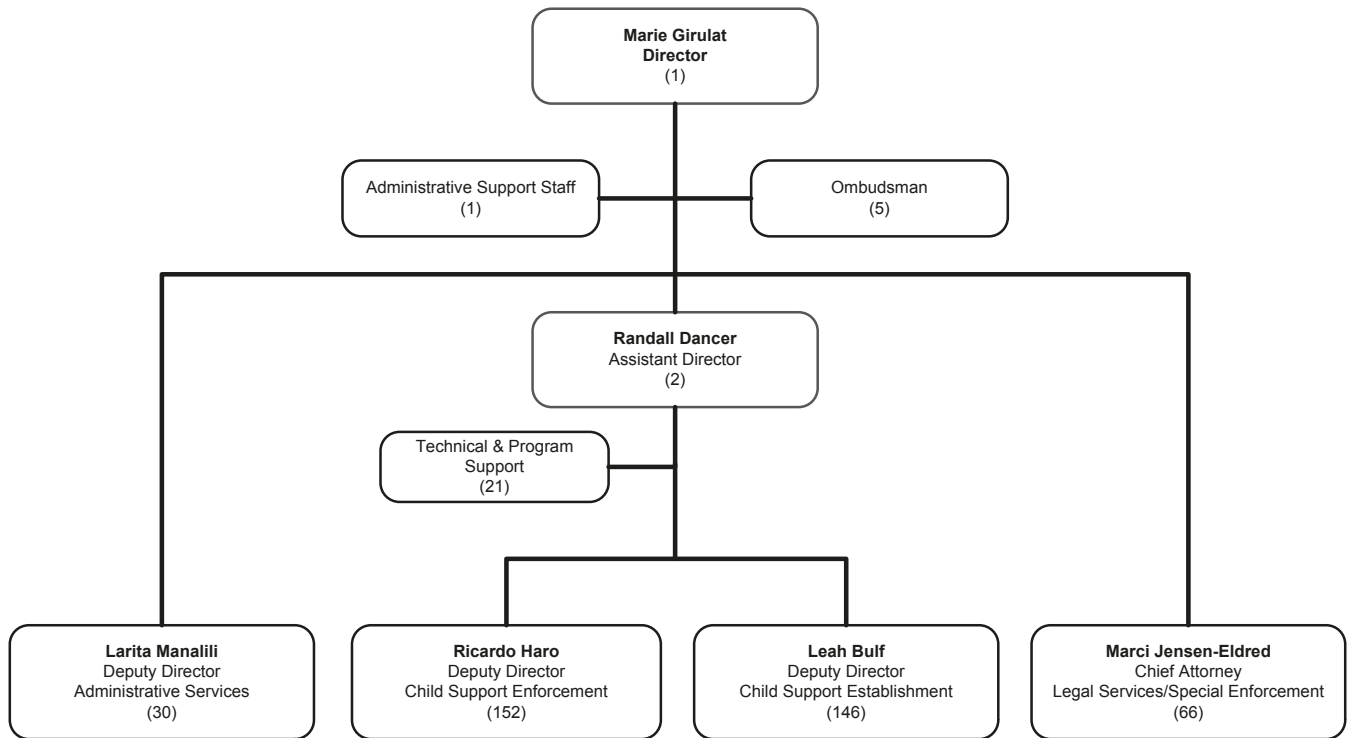 Marie Girulat
Director
(1)
Administrative Support Staff
(1)
Ombudsman
(5)
Randall Dancer
Assistant Director
(2)
Technical & Program
Support
(21)
Larita Manalili
Deputy Director
Administrative Services
(30)
Ricardo Haro
Deputy Director
Child Support Enforcement
(152)
Leah Bulf
Deputy Director
Child Support Establishment
(146)
Marci Jensen-Eldred
Chief Attorney
Legal Services/Special Enforcement
(66)